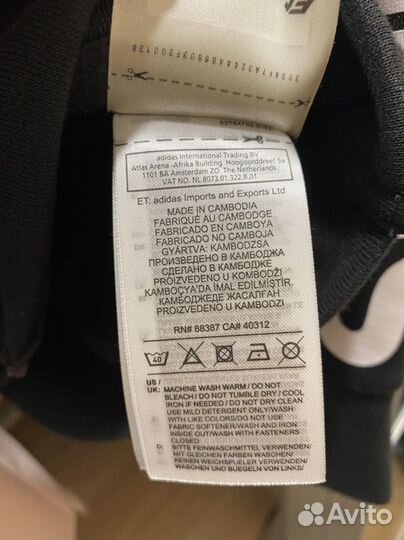 adidas International Trading BV
Atlas Arena -Afrika Building Hoogoorddreef 9a
1101 BA Amsterdam ZO The Netherlands
VAT NO. NL 8073.01.322.B.01
ET: adidas Imports and Exports Ltd
MADE IN CAMBODIA
FABRIQUÉ AU CAMBODGE
FABRICADO EN CAMBOYA
FABRICADO NO CAMBOJA
GYÁRTVA: KAMBODZSA
ПРОИЗВЕДЕНО В КАМБОДЖА
СДЕЛАНО В КАМБОДЖЕ
PROIZVEDENO U KOMBODŽI
KAMBOÇYA'DA İMAL EDİLMİŞTİR.
КАМБОДЖЕДЕ ЖАСАЛҒАН
PROIZVEDENO U KOMBODŽI
RN# 88387 CA# 40312
40
US /
UK: MACHINE WASH WARM / DO NOT
BLEACH / DO NOT TUMBLE DRY / COOL
IRON IF NEEDED / DO NOT DRY CLEAN
USE MILD DETERGENT ONLY/WASH
WITH LIKE COLORS/DO NOT USE
FABRIC SOFTENER/WASH AND IRON
INSIDE OUT/WASH WITH FASTENERS
CLOSED
D: BITTE FEINWASCHMITTEL VERWENDEN/
MIT GLEICHEN FARBEN WASCHEN/
KEINEN WEICHSPUELER VERWENDEN/
WASCHEN UND BUEGELN VON LINKS/
Avito